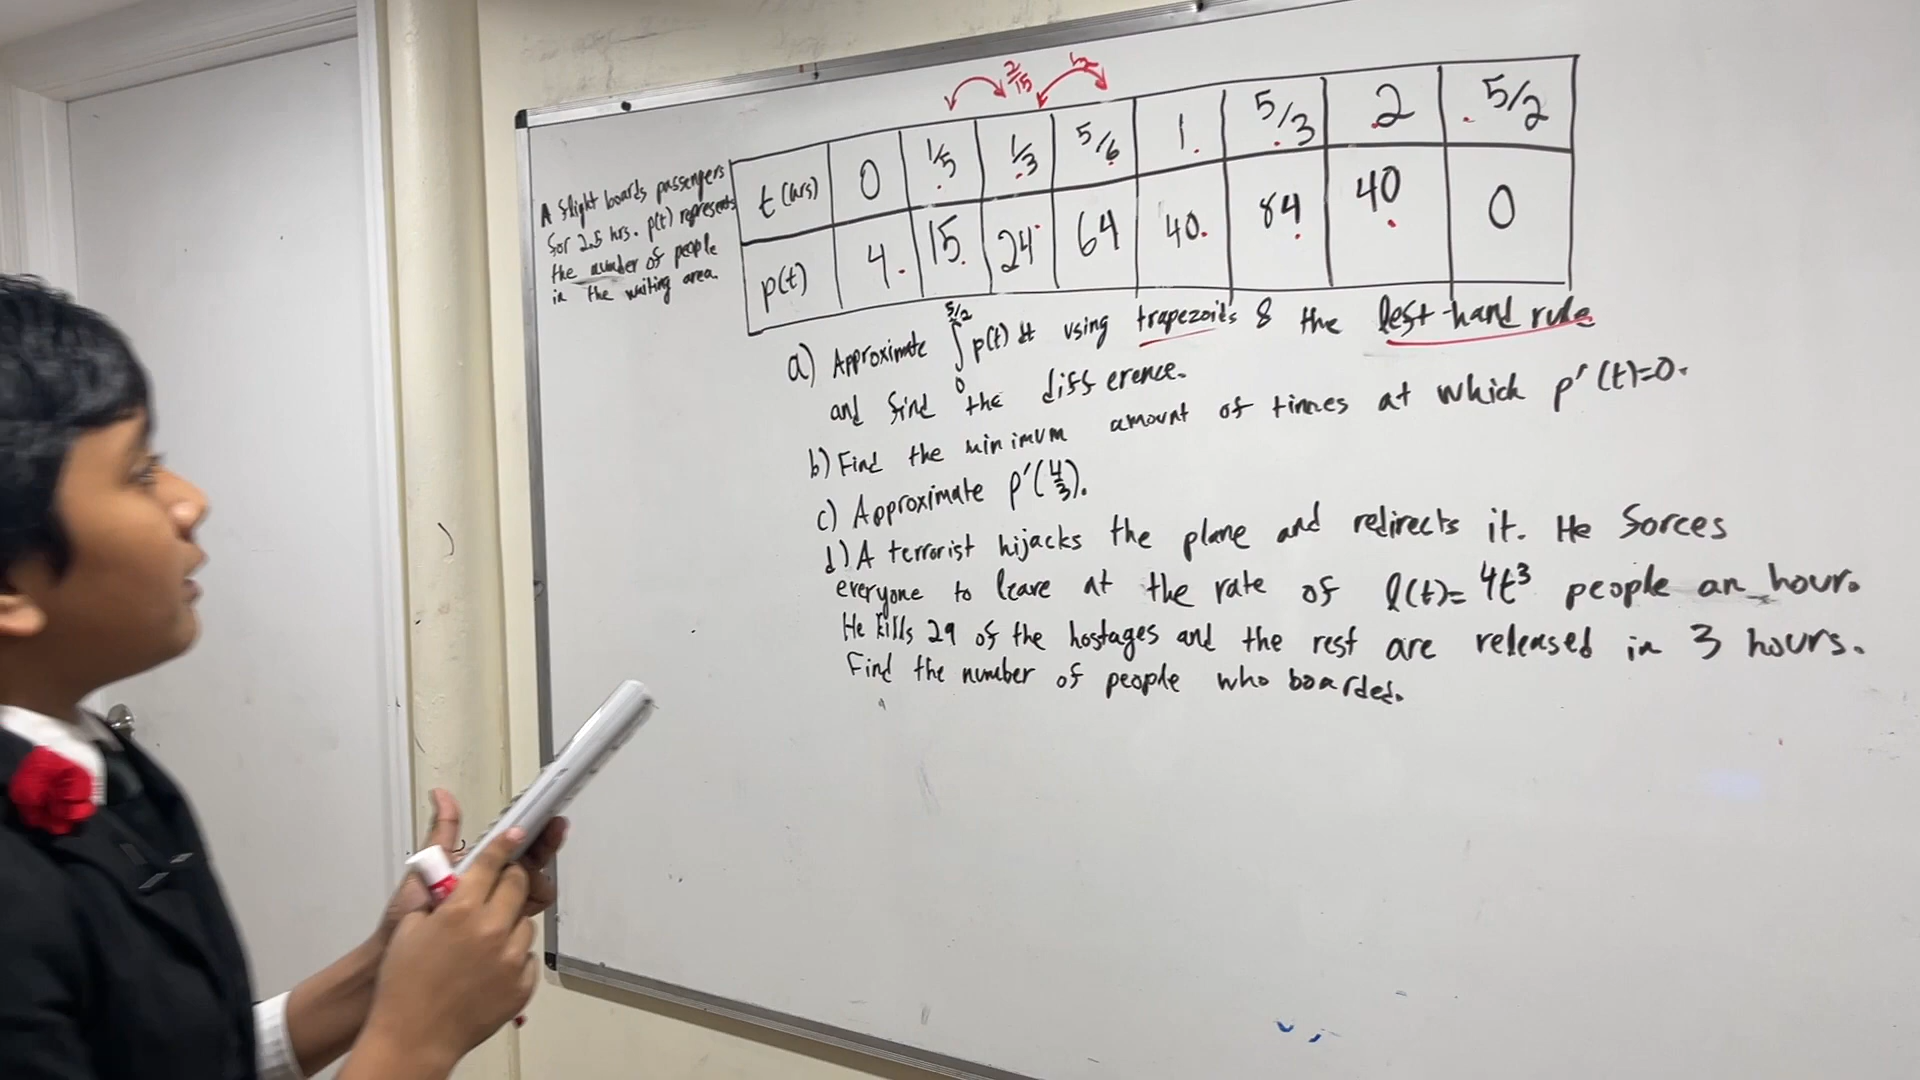 2/15
1/2
A flight boards passengers
for 2.5 hrs. p(t) represents
the number of people
in the waiting area.
t (hrs) 0 1/5 1/3 5/6 1 5/3 2 5/2
p(t) 4 15 24 64 40 84 40 0
a) Approximate ∫₀^{5/2} p(t) dt using trapezoids & the left-hand rule
and find the difference.
b) Find the minimum amount of times at which p'(t)=0.
c) Approximate p'(4/3).
d) A terrorist hijacks the plane and redirects it. He forces
everyone to leave at the rate of l(t)= 4t³ people an hour.
He kills 29 of the hostages and the rest are released in 3 hours.
Find the number of people who boarded.